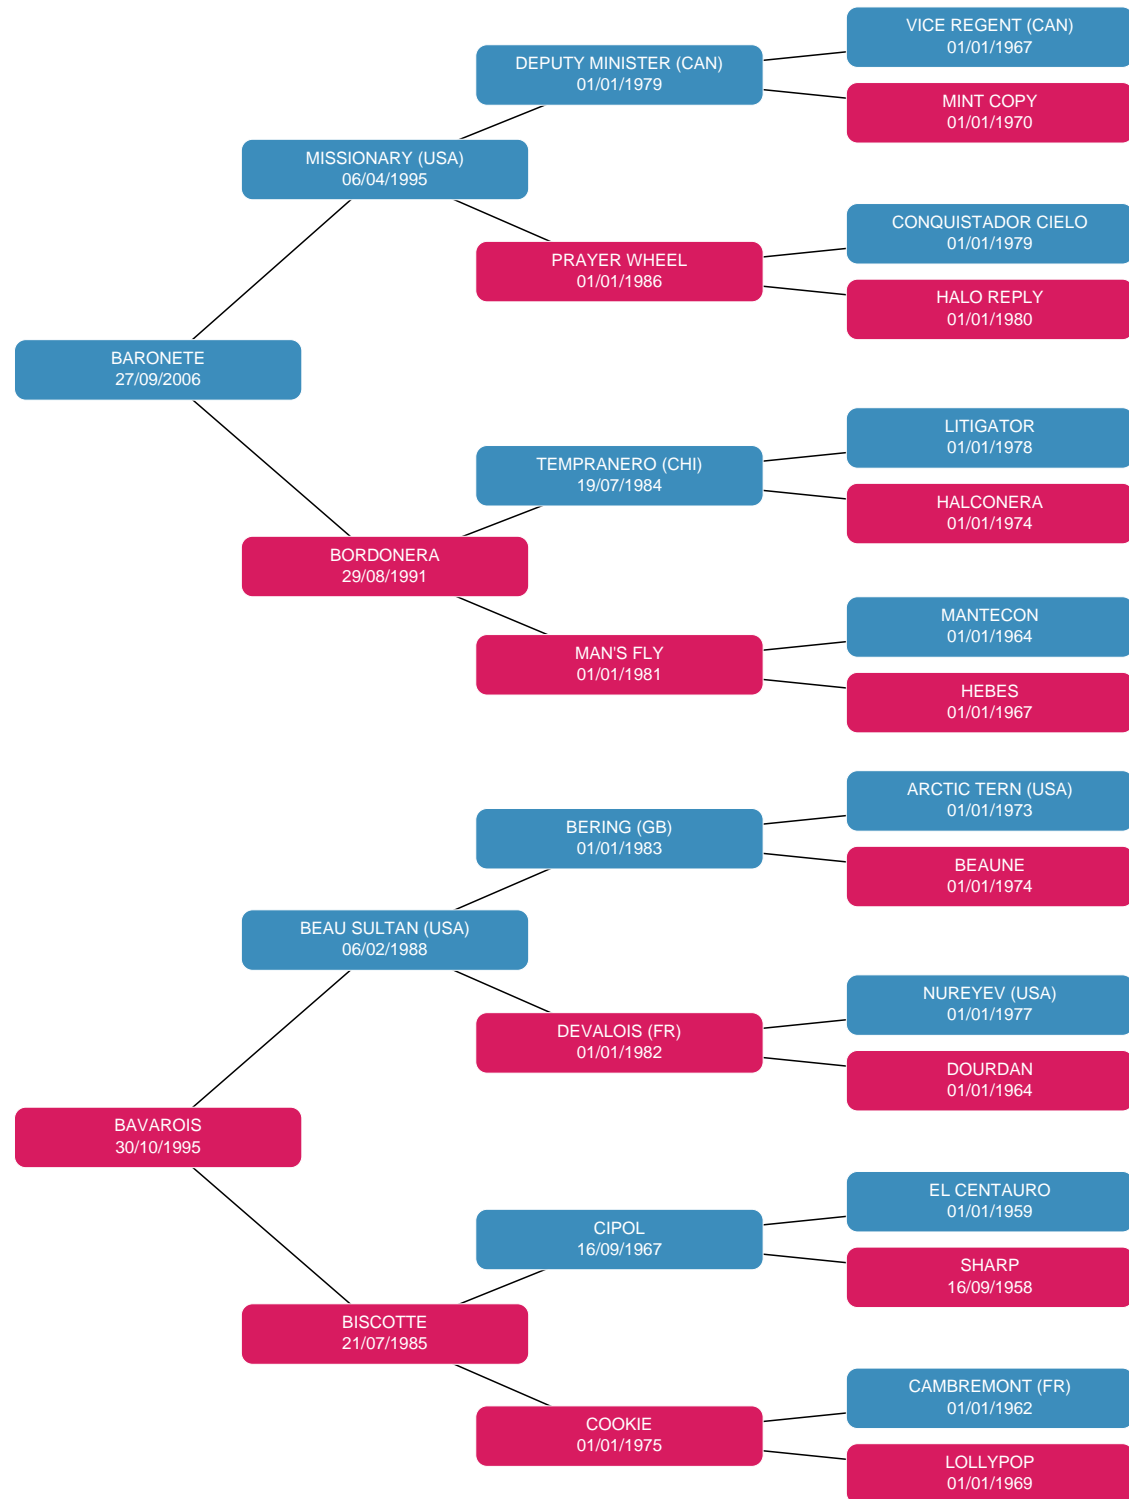 VICE REGENT (CAN)
01/01/1967
DEPUTY MINISTER (CAN)
01/01/1979
MINT COPY
01/01/1970
MISSIONARY (USA)
06/04/1995
CONQUISTADOR CIELO
01/01/1979
PRAYER WHEEL
01/01/1986
HALO REPLY
01/01/1980
BARONETE
27/09/2006
LITIGATOR
01/01/1978
TEMPRANERO (CHI)
19/07/1984
HALCONERA
01/01/1974
BORDONERA
29/08/1991
MANTECON
01/01/1964
MAN'S FLY
01/01/1981
HEBES
01/01/1967
ARCTIC TERN (USA)
01/01/1973
BERING (GB)
01/01/1983
BEAUNE
01/01/1974
BEAU SULTAN (USA)
06/02/1988
NUREYEV (USA)
01/01/1977
DEVALOIS (FR)
01/01/1982
DOURDAN
01/01/1964
BAVAROIS
30/10/1995
EL CENTAURO
01/01/1959
CIPOL
16/09/1967
SHARP
16/09/1958
BISCOTTE
21/07/1985
CAMBREMONT (FR)
01/01/1962
COOKIE
01/01/1975
LOLLYPOP
01/01/1969